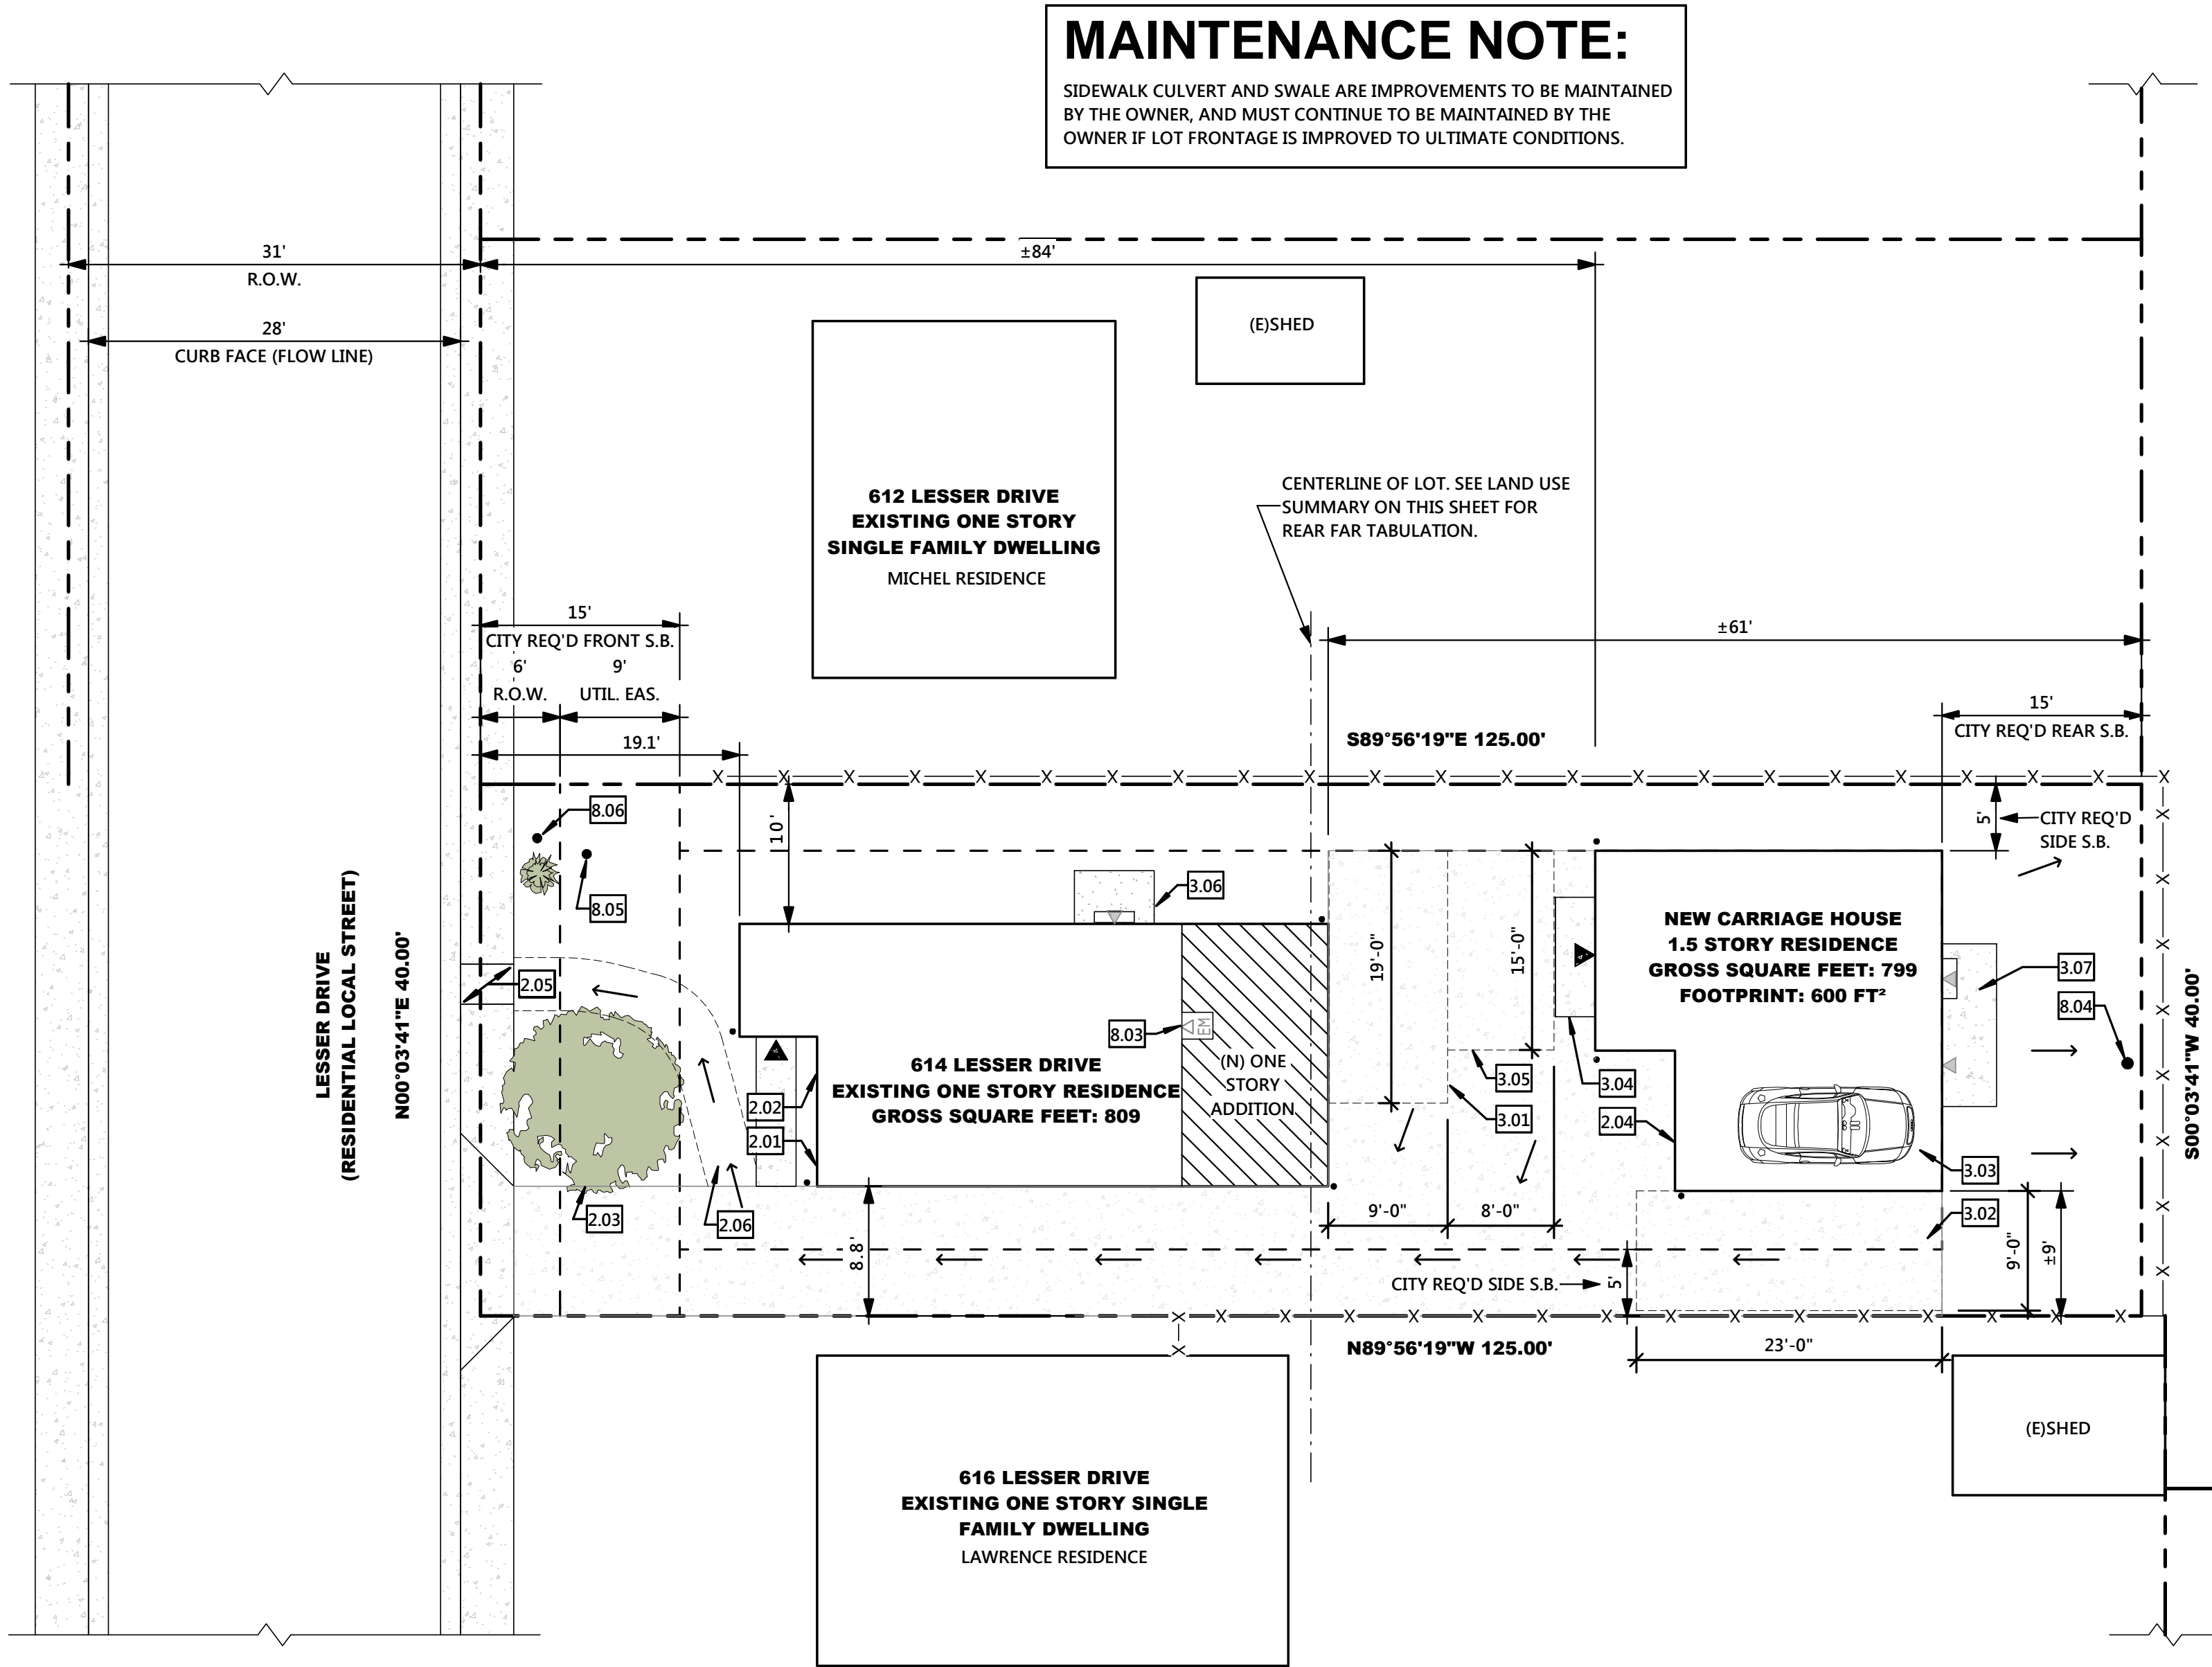 MAINTENANCE NOTE:
SIDEWALK CULVERT AND SWALE ARE IMPROVEMENTS TO BE MAINTAINED
BY THE OWNER, AND MUST CONTINUE TO BE MAINTAINED BY THE
OWNER IF LOT FRONTAGE IS IMPROVED TO ULTIMATE CONDITIONS.
31'
R.O.W.
±84'
28'
CURB FACE (FLOW LINE)
(E)SHED
612 LESSER DRIVE
EXISTING ONE STORY
SINGLE FAMILY DWELLING
MICHEL RESIDENCE
CENTERLINE OF LOT. SEE LAND USE
SUMMARY ON THIS SHEET FOR
REAR FAR TABULATION.
15'
CITY REQ'D FRONT S.B.
6'
R.O.W.
9'
UTIL. EAS.
19.1'
±61'
15'
CITY REQ'D REAR S.B.
S89°56'19"E 125.00'
X X X X X X X X X X X X X X X X X X X X X X X
8.06
8.05
10'
3.06
5'
CITY REQ'D
SIDE S.B.
LESSER DRIVE
(RESIDENTIAL LOCAL STREET)
N00°03'41"E 40.00'
2.05
19'-0"
15'-0"
NEW CARRIAGE HOUSE
1.5 STORY RESIDENCE
GROSS SQUARE FEET: 799
FOOTPRINT: 600 FT²
3.07
8.04
S00°03'41"W 40.00'
X X X X X X X X
8.03
EM
614 LESSER DRIVE
EXISTING ONE STORY RESIDENCE
GROSS SQUARE FEET: 809
(N) ONE
STORY
ADDITION
2.02
2.01
3.05
3.01
3.04
2.04
3.03
3.02
2.03
2.06
8.8'
9'-0"
8'-0"
CITY REQ'D SIDE S.B.
5'
9'-0"
±9'
X X X X X X X X X X X X X X X
X
N89°56'19"W 125.00'
23'-0"
(E)SHED
616 LESSER DRIVE
EXISTING ONE STORY SINGLE
FAMILY DWELLING
LAWRENCE RESIDENCE